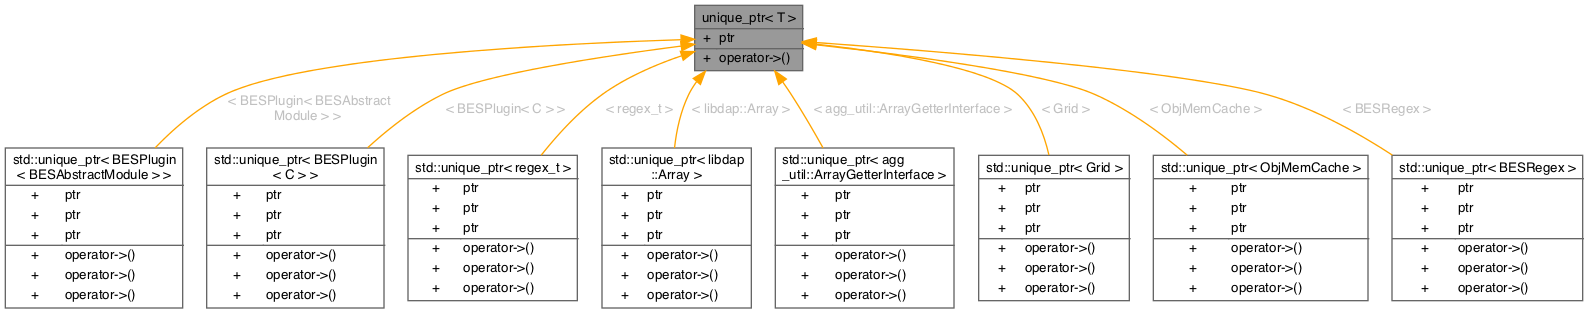 unique_ptr< T >
+ ptr
+ operator->()
< BESPlugin< BESAbstract
Module > >
< BESPlugin< C > >
< regex_t >
< libdap::Array >
< agg_util::ArrayGetterInterface >
< Grid >
< ObjMemCache >
< BESRegex >
std::unique_ptr< BESPlugin
< BESAbstractModule > >
+ ptr
+ ptr
+ ptr
+ operator->()
+ operator->()
+ operator->()
std::unique_ptr< BESPlugin
< C > >
+ ptr
+ ptr
+ ptr
+ operator->()
+ operator->()
+ operator->()
std::unique_ptr< regex_t >
+ ptr
+ ptr
+ ptr
+ operator->()
+ operator->()
+ operator->()
std::unique_ptr< libdap
::Array >
+ ptr
+ ptr
+ ptr
+ operator->()
+ operator->()
+ operator->()
std::unique_ptr< agg
_util::ArrayGetterInterface >
+ ptr
+ ptr
+ ptr
+ operator->()
+ operator->()
+ operator->()
std::unique_ptr< Grid >
+ ptr
+ ptr
+ ptr
+ operator->()
+ operator->()
+ operator->()
std::unique_ptr< ObjMemCache >
+ ptr
+ ptr
+ ptr
+ operator->()
+ operator->()
+ operator->()
std::unique_ptr< BESRegex >
+ ptr
+ ptr
+ ptr
+ operator->()
+ operator->()
+ operator->()